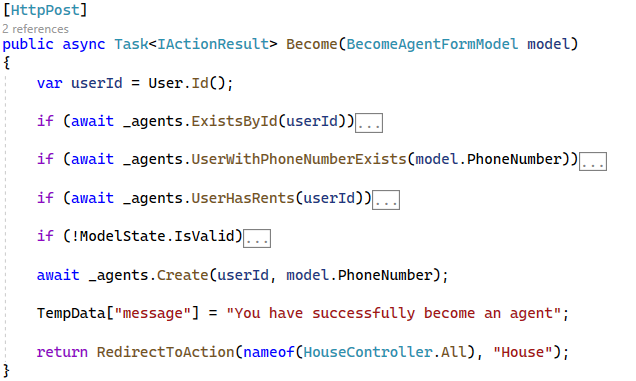 [HttpPost]
2 references
public async Task<IActionResult> Become(BecomeAgentFormModel model)
{
var userId = User.Id();
if (await _agents.ExistsById(userId))...
if (await _agents.UserWithPhoneNumberExists(model.PhoneNumber))...
if (await _agents.UserHasRents(userId))...
if (!ModelState.IsValid)...
await _agents.Create(userId, model.PhoneNumber);
TempData["message"] = "You have successfully become an agent";
return RedirectToAction(nameof(HouseController.All), "House");
}